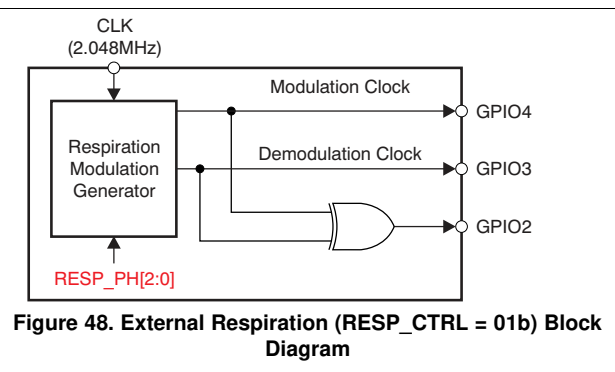 CLK
(2.048MHz)
Modulation Clock
GPIO4
Respiration
Modulation
Generator
Demodulation Clock
GPIO3
GPIO2
RESP_PH[2:0]
Figure 48. External Respiration (RESP_CTRL = 01b) Block
Diagram